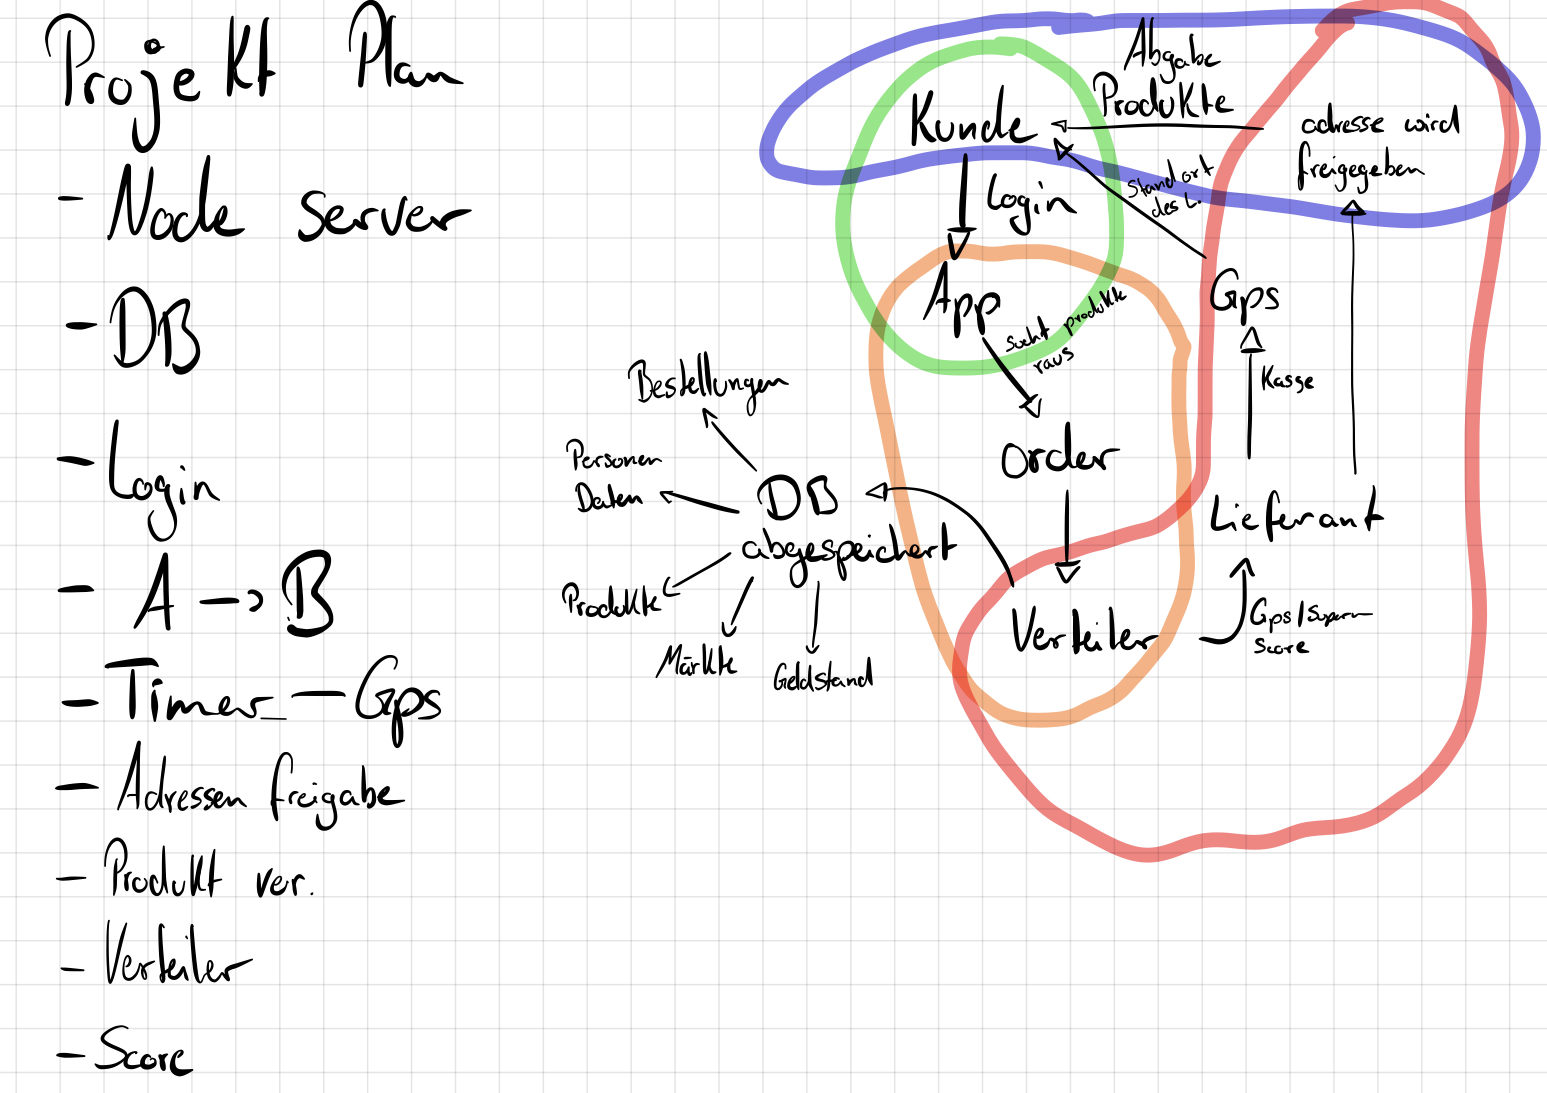 Projekt Plan
- Node server
- DB
- Login
- A -> B
- Timer - Gps
- Adressen freigabe
- Produkt ver.
- Verteiler
- Score
Abgabe
Produkte
Kunde
adresse wird
freigegeben
Login
Standort
des L.
App
Sucht produkte
raus
Gps
Kasse
Bestellungen
Personen
Daten
DB
abgespeichert
order
Lieferant
Produkte
Märkte
Geldstand
Verteiler
Gps/Superm
Score